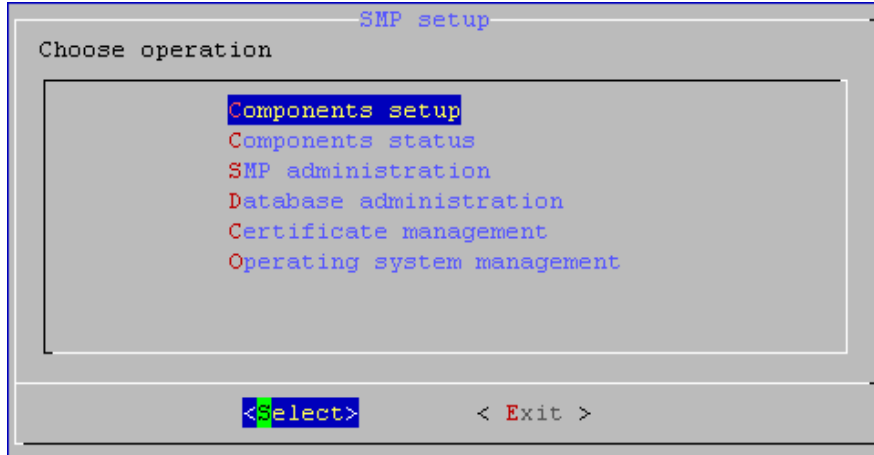 SMP setup
Choose operation
Components setup
Components status
SMP administration
Database administration
Certificate management
Operating system management
<Select> < Exit >